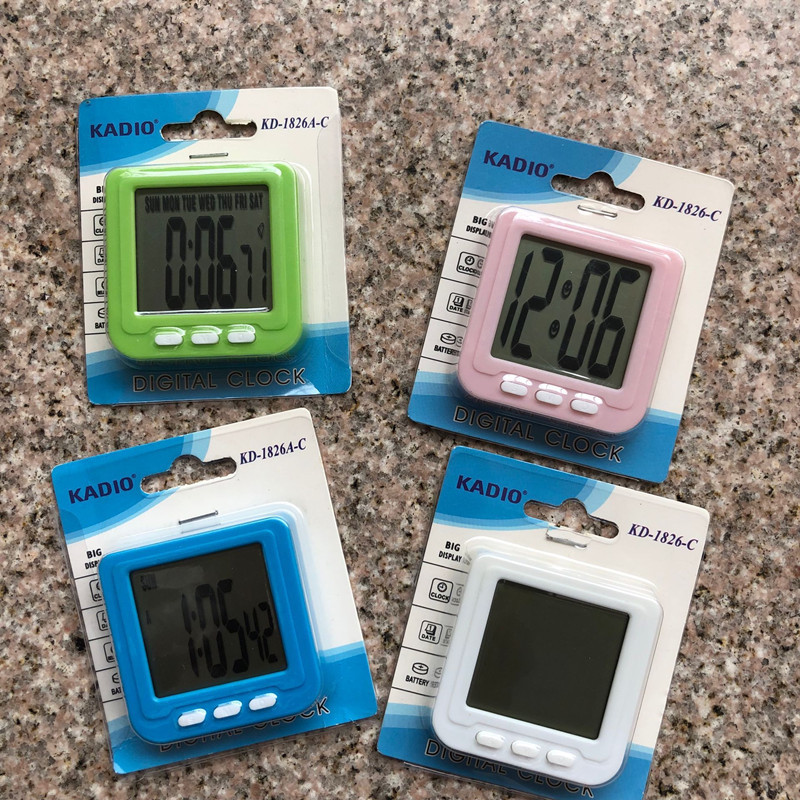 KADIO®
KD-1826A-C
BIG
SUN MON TUE WED THU FRI SAT
0:06
DIGITAL CLOCK
KADIO®
KD-1826-C
BIG
DISPLAY
12:06
CLOCK
DATE
BATTERY
DIGITAL CLOCK
KADIO®
KD-1826A-C
BIG
1:05 42
KADIO®
KD-1826-C
BIG
DISPLAY
CLOCK
DATE
BATTERY
DIGITAL CLOCK